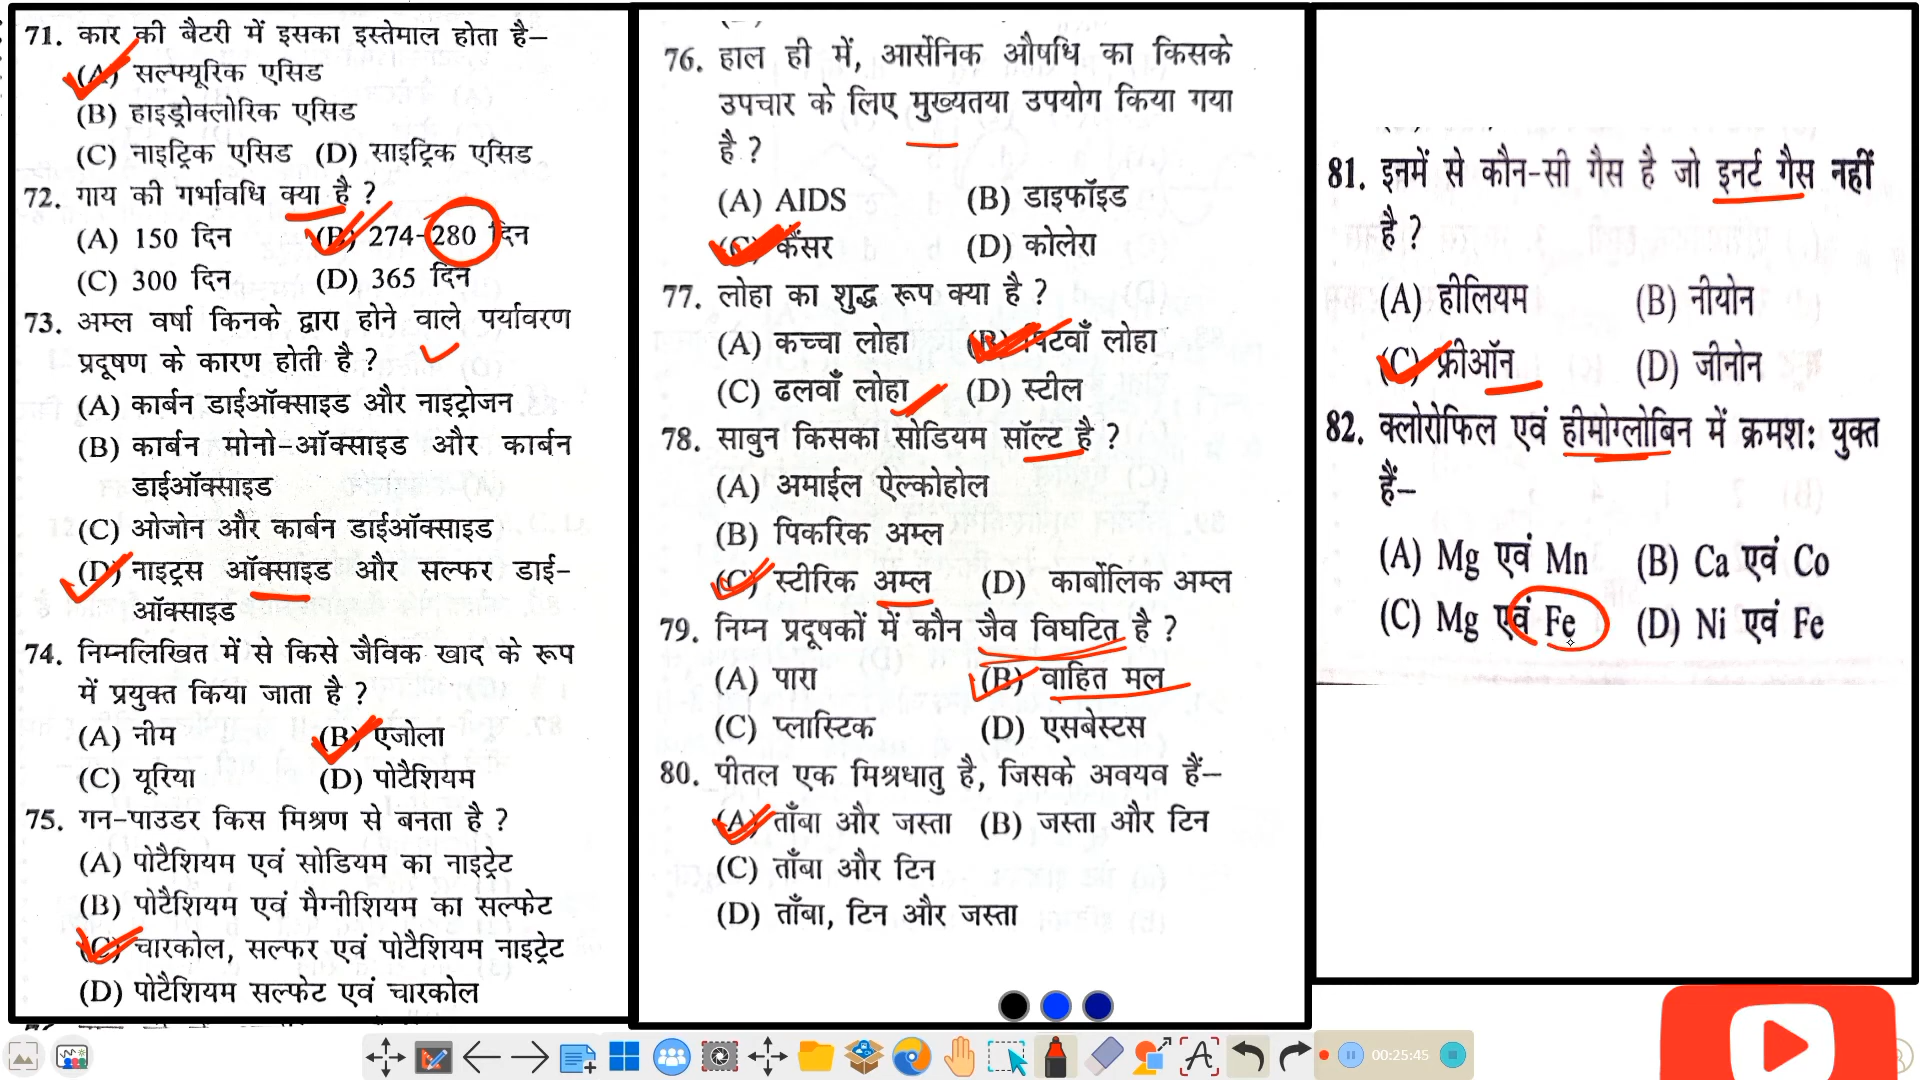 71. कार की बैटरी में इसका इस्तेमाल होता है–
(A) सल्फ्यूरिक एसिड
(B) हाइड्रोक्लोरिक एसिड
(C) नाइट्रिक एसिड (D) साइट्रिक एसिड
72. गाय की गर्भावधि क्या है ?
(A) 150 दिन (B) 274-280 दिन
(C) 300 दिन (D) 365 दिन
73. अम्ल वर्षा किनके द्वारा होने वाले पर्यावरण
प्रदूषण के कारण होती है ?
(A) कार्बन डाईऑक्साइड और नाइट्रोजन
(B) कार्बन मोनो-ऑक्साइड और कार्बन
डाईऑक्साइड
(C) ओजोन और कार्बन डाईऑक्साइड
(D) नाइट्रस ऑक्साइड और सल्फर डाई-
ऑक्साइड
74. निम्नलिखित में से किसे जैविक खाद के रूप
में प्रयुक्त किया जाता है ?
(A) नीम (B) एजोला
(C) यूरिया (D) पोटैशियम
75. गन-पाउडर किस मिश्रण से बनता है ?
(A) पोटैशियम एवं सोडियम का नाइट्रेट
(B) पोटैशियम एवं मैग्नीशियम का सल्फेट
(C) चारकोल, सल्फर एवं पोटैशियम नाइट्रेट
(D) पोटैशियम सल्फेट एवं चारकोल
76. हाल ही में, आर्सेनिक औषधि का किसके
उपचार के लिए मुख्यतया उपयोग किया गया
है ?
(A) AIDS (B) डाइफॉइड
(C) कैंसर (D) कोलेरा
77. लोहा का शुद्ध रूप क्या है ?
(A) कच्चा लोहा (B) पिटवाँ लोहा
(C) ढलवाँ लोहा (D) स्टील
78. साबुन किसका सोडियम सॉल्ट है ?
(A) अमाईल ऐल्कोहोल
(B) पिकरिक अम्ल
(C) स्टीरिक अम्ल (D) कार्बोलिक अम्ल
79. निम्न प्रदूषकों में कौन जैव विघटित है ?
(A) पारा (B) वाहित मल
(C) प्लास्टिक (D) एसबेस्टस
80. पीतल एक मिश्रधातु है, जिसके अवयव हैं–
(A) ताँबा और जस्ता (B) जस्ता और टिन
(C) ताँबा और टिन
(D) ताँबा, टिन और जस्ता
81. इनमें से कौन-सी गैस है जो इनर्ट गैस नहीं
है ?
(A) हीलियम (B) नीयोन
(C) फ्रीऑन (D) जीनोन
82. क्लोरोफिल एवं हीमोग्लोबिन में क्रमशः युक्त
हैं–
(A) Mg एवं Mn (B) Ca एवं Co
(C) Mg एवं Fe (D) Ni एवं Fe
00:25:45